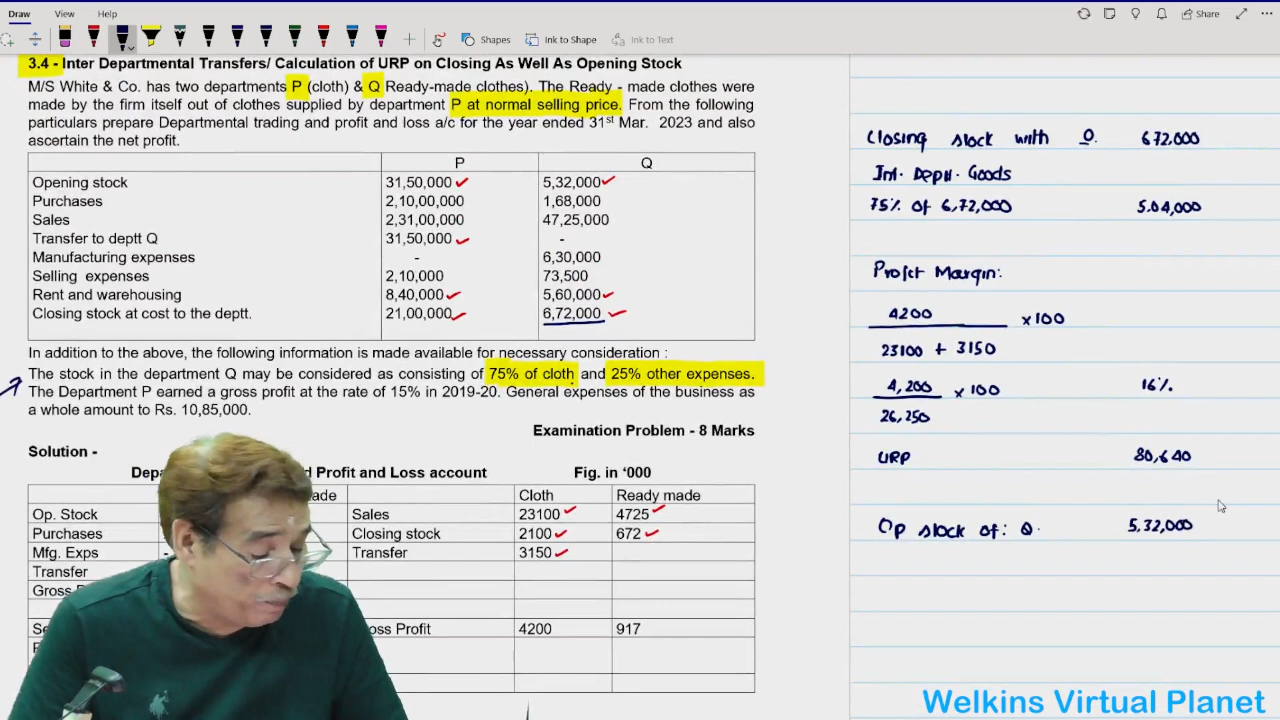 Draw View Help
Shapes Ink to Shape Ink to Text Share
3.4 - Inter Departmental Transfers/ Calculation of URP on Closing As Well As Opening Stock
M/S White & Co. has two departments P (cloth) & Q Ready-made clothes). The Ready - made clothes were
made by the firm itself out of clothes supplied by department P at normal selling price. From the following
particulars prepare Departmental trading and profit and loss a/c for the year ended 31st Mar. 2023 and also
ascertain the net profit.
P Q
Opening stock 31,50,000 5,32,000
Purchases 2,10,00,000 1,68,000
Sales 2,31,00,000 47,25,000
Transfer to deptt Q 31,50,000 -
Manufacturing expenses - 6,30,000
Selling expenses 2,10,000 73,500
Rent and warehousing 8,40,000 5,60,000
Closing stock at cost to the deptt. 21,00,000 6,72,000
In addition to the above, the following information is made available for necessary consideration :
The stock in the department Q may be considered as consisting of 75% of cloth and 25% other expenses.
The Department P earned a gross profit at the rate of 15% in 2019-20. General expenses of the business as
a whole amount to Rs. 10,85,000.
Examination Problem - 8 Marks
Solution -
and Profit and Loss account Fig. in ‘000
Cloth Ready made
Op. Stock Sales 23100 4725
Purchases Closing stock 2100 672
Mfg. Exps - Transfer 3150
Transfer
Gross
Profit 4200 917
Closing stock with Q. 672,000
Int. Deptt. Goods
75% of 6,72,000 5,04,000
Profit Margin:
4200 x100
23100 + 3150
4,200 x100 16%
26,250
URP 80,640
Op stock of: Q. 5,32,000
Welkins Virtual Planet